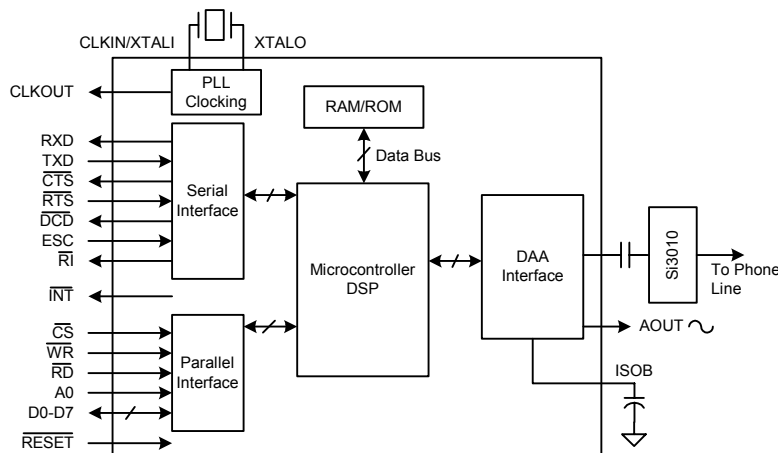 CLKIN/XTALI
XTALO
CLKOUT
PLL
Clocking
RAM/ROM
RXD
TXD
CTS
RTS
DCD
ESC
RI
Serial
Interface
Data Bus
Microcontroller
DSP
DAA
Interface
Si3010
To Phone
Line
INT
AOUT
CS
WR
RD
A0
D0-D7
Parallel
Interface
ISOB
RESET